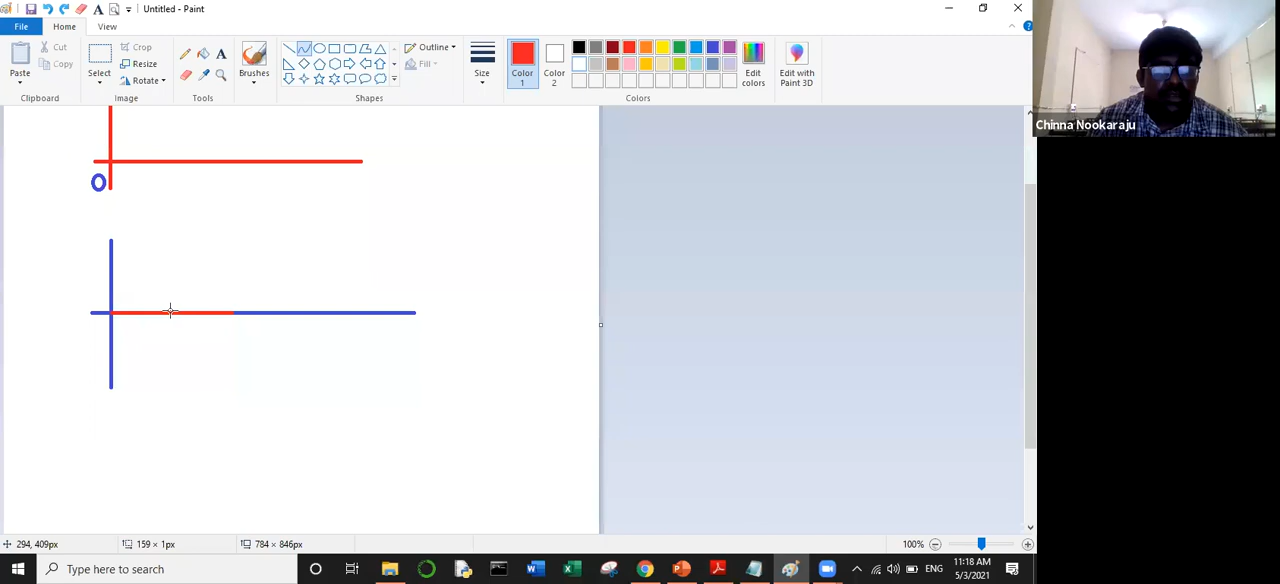 Untitled - Paint
File
Home
View
Paste
Cut
Copy
Clipboard
Select
Crop
Resize
Rotate
Image
Tools
Brushes
Shapes
Outline
Fill
Size
Color
1
Color
2
Edit
colors
Colors
Edit with
Paint 3D
Chinna Nookaraju
O
294, 409px
159 × 1px
784 × 846px
100%
Type here to search
ENG
11:18 AM
5/3/2021